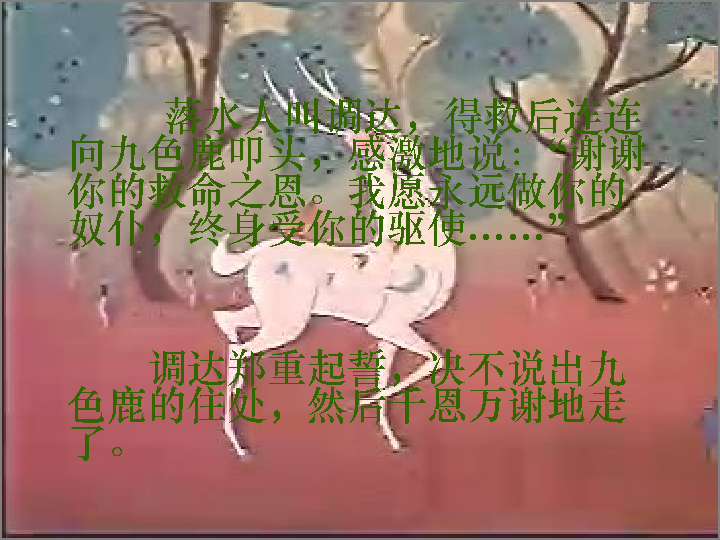 落水人叫调达，得救后连连
向九色鹿叩头，感激地说:“谢谢
你的救命之恩。我愿永远做你的
奴仆，终身受你的驱使……”
调达郑重起誓，决不说出九
色鹿的住处，然后千恩万谢地走
了。